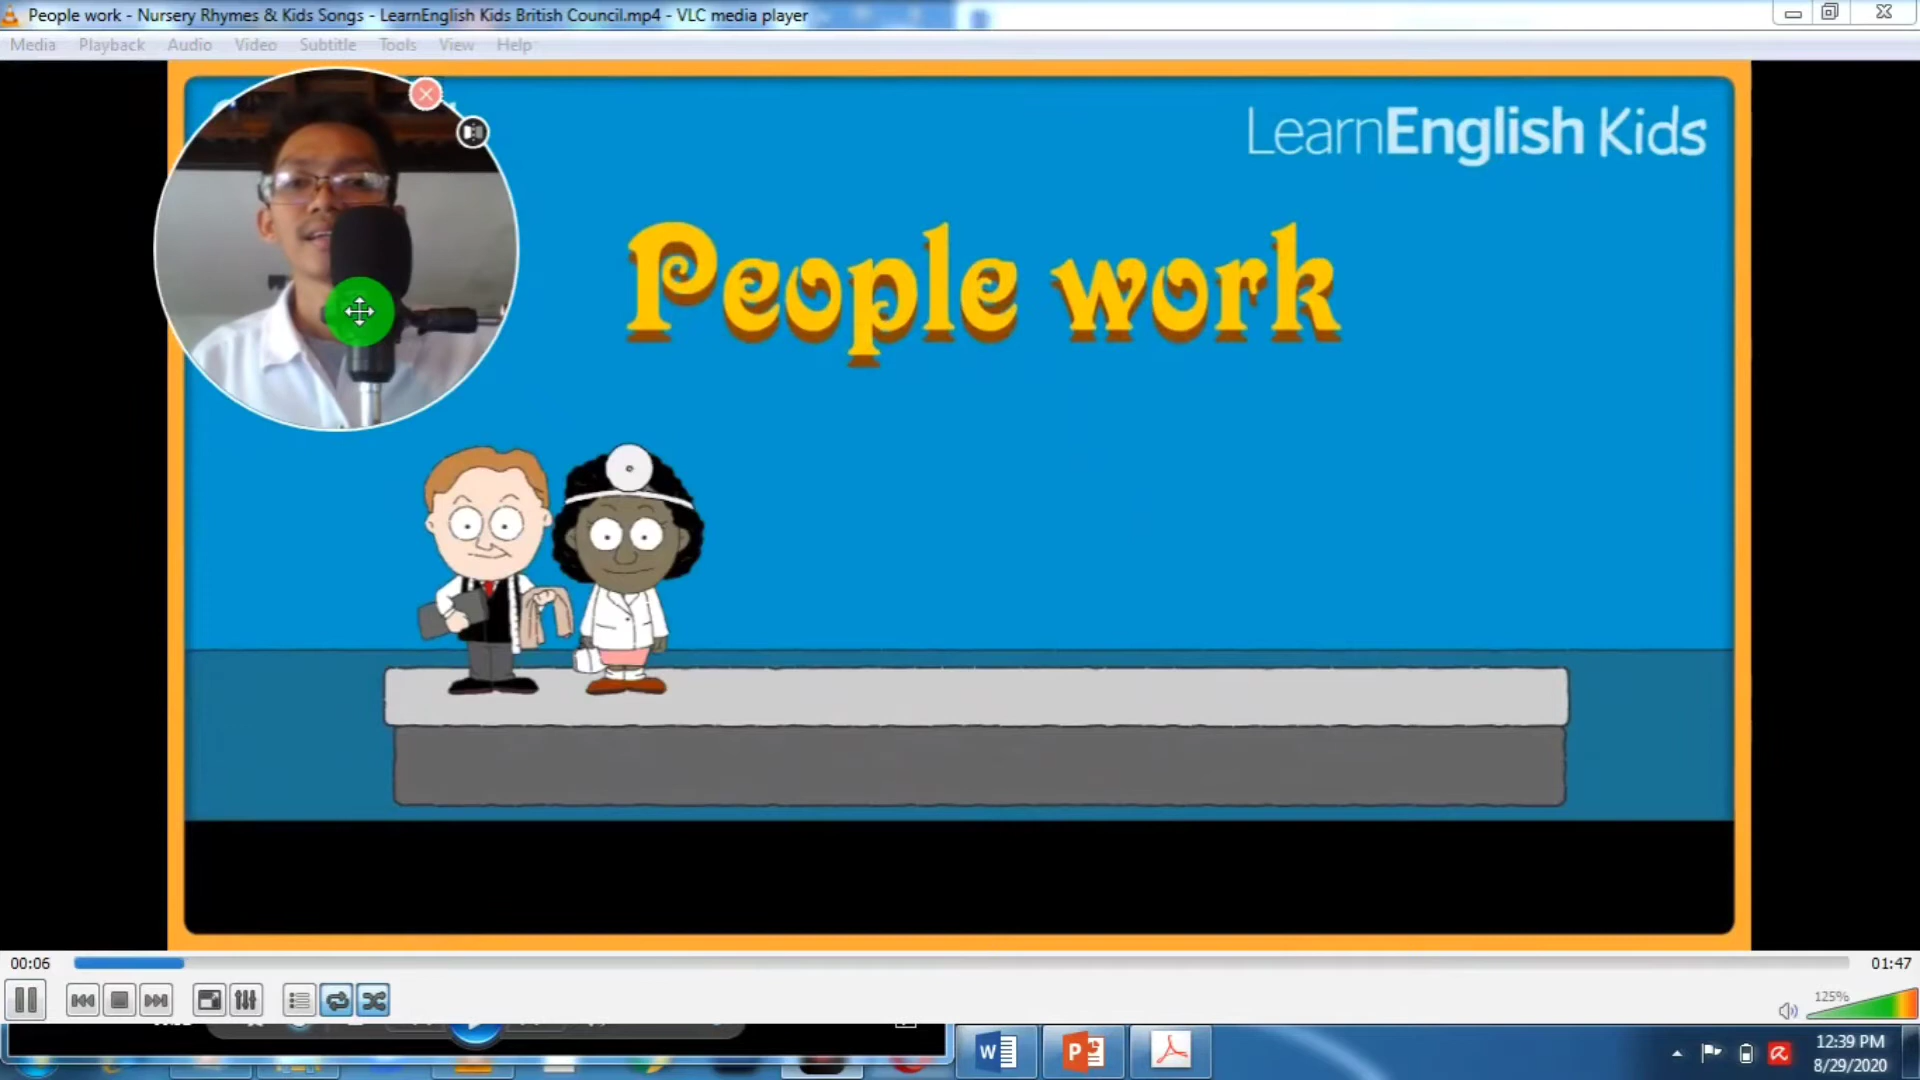 People work - Nursery Rhymes & Kids Songs - LearnEnglish Kids British Council.mp4 - VLC media player
Media Playback Audio Video Subtitle Tools View Help
LearnEnglish Kids
People work
00:06
01:47
125%
12:39 PM
8/29/2020